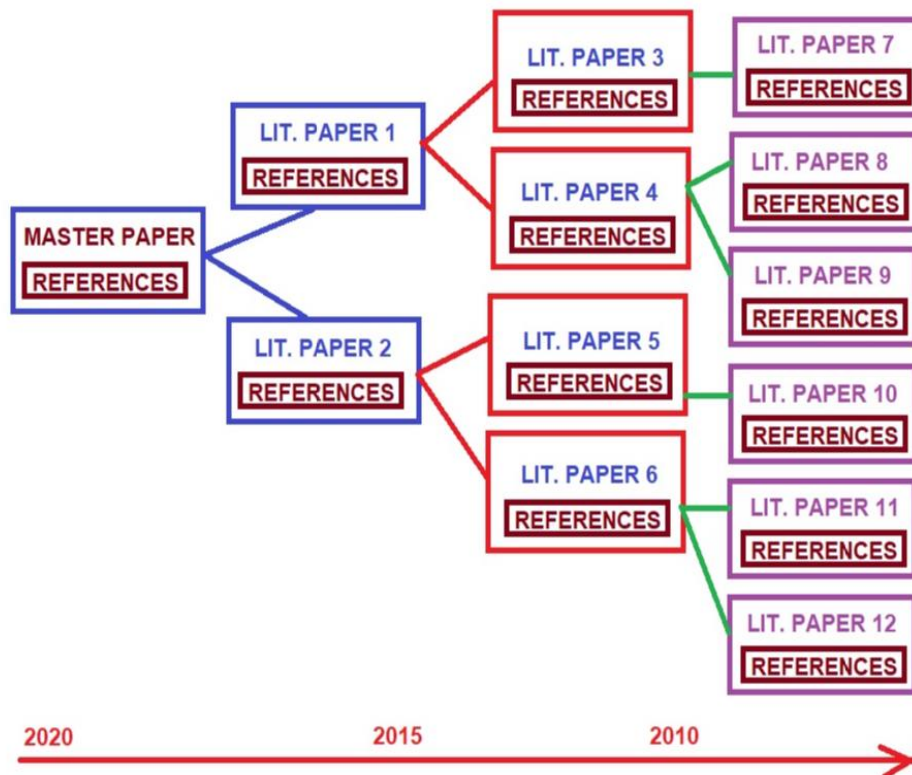 MASTER PAPER
REFERENCES
LIT. PAPER 1
REFERENCES
LIT. PAPER 2
REFERENCES
LIT. PAPER 3
REFERENCES
LIT. PAPER 4
REFERENCES
LIT. PAPER 5
REFERENCES
LIT. PAPER 6
REFERENCES
LIT. PAPER 7
REFERENCES
LIT. PAPER 8
REFERENCES
LIT. PAPER 9
REFERENCES
LIT. PAPER 10
REFERENCES
LIT. PAPER 11
REFERENCES
LIT. PAPER 12
REFERENCES
2020 2015 2010